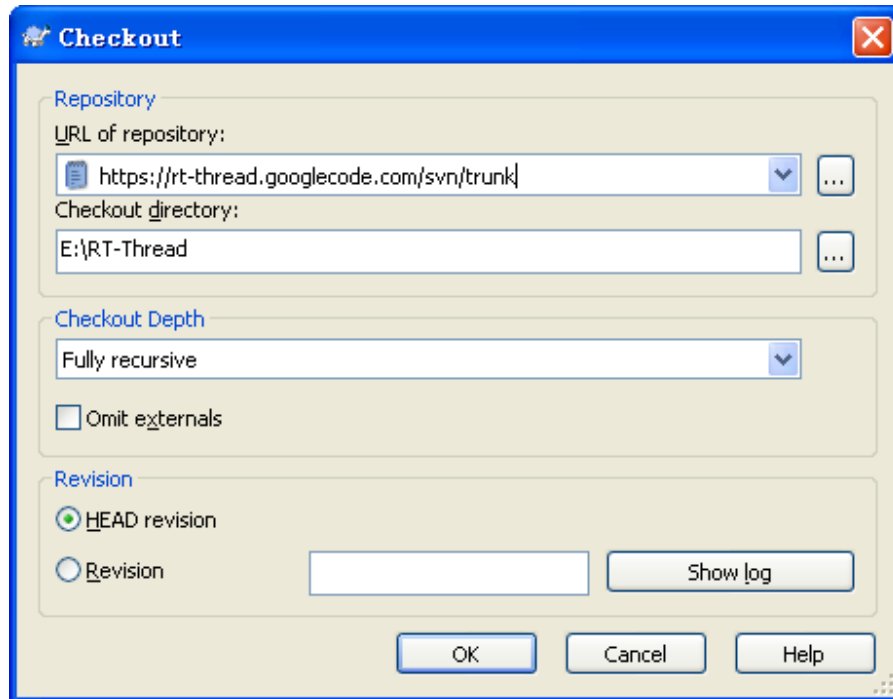 Checkout
Repository
URL of repository:
https://rt-thread.googlecode.com/svn/trunk
...
Checkout directory:
E:\RT-Thread
...
Checkout Depth
Fully recursive
Omit externals
Revision
HEAD revision
Revision
Show log
OK Cancel Help